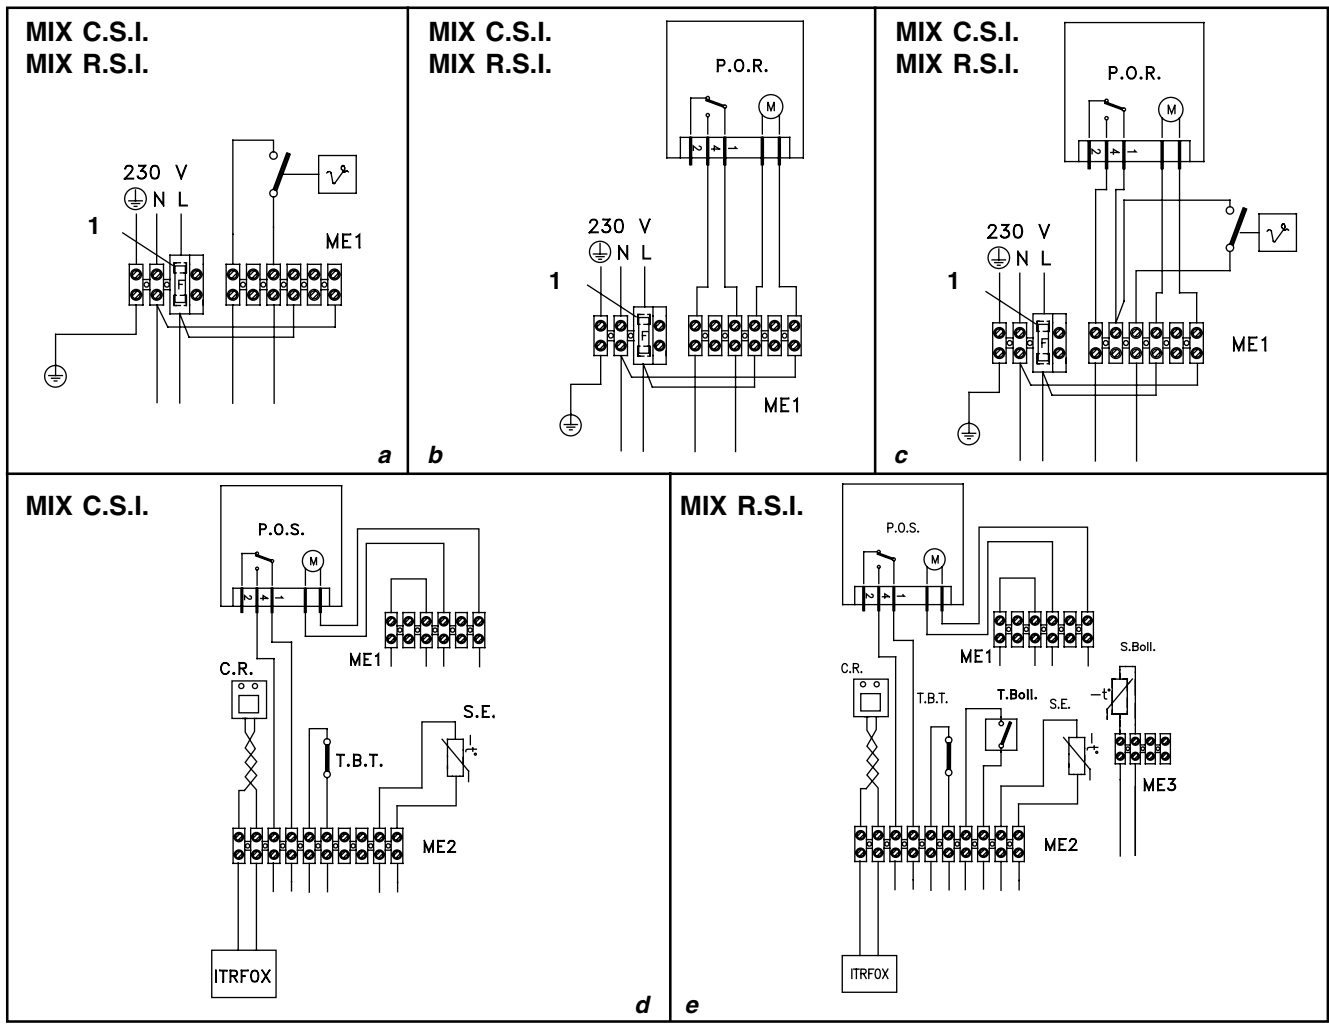 MIX C.S.I.
MIX R.S.I.
230 V
N L
1
F
ME1
a
MIX C.S.I.
MIX R.S.I.
P.O.R.
M
2 4 1
230 V
N L
1
F
ME1
b
MIX C.S.I.
MIX R.S.I.
P.O.R.
M
2 4 1
230 V
N L
1
F
ME1
c
MIX C.S.I.
P.O.S.
M
2 4 1
ME1
C.R.
S.E.
-t°
T.B.T.
ME2
ITRFOX
d
MIX R.S.I.
P.O.S.
M
2 4 1
ME1
S.Boll.
C.R.
-t°
T.B.T.
T.Boll.
S.E.
-t°
ME3
ME2
ITRFOX
e